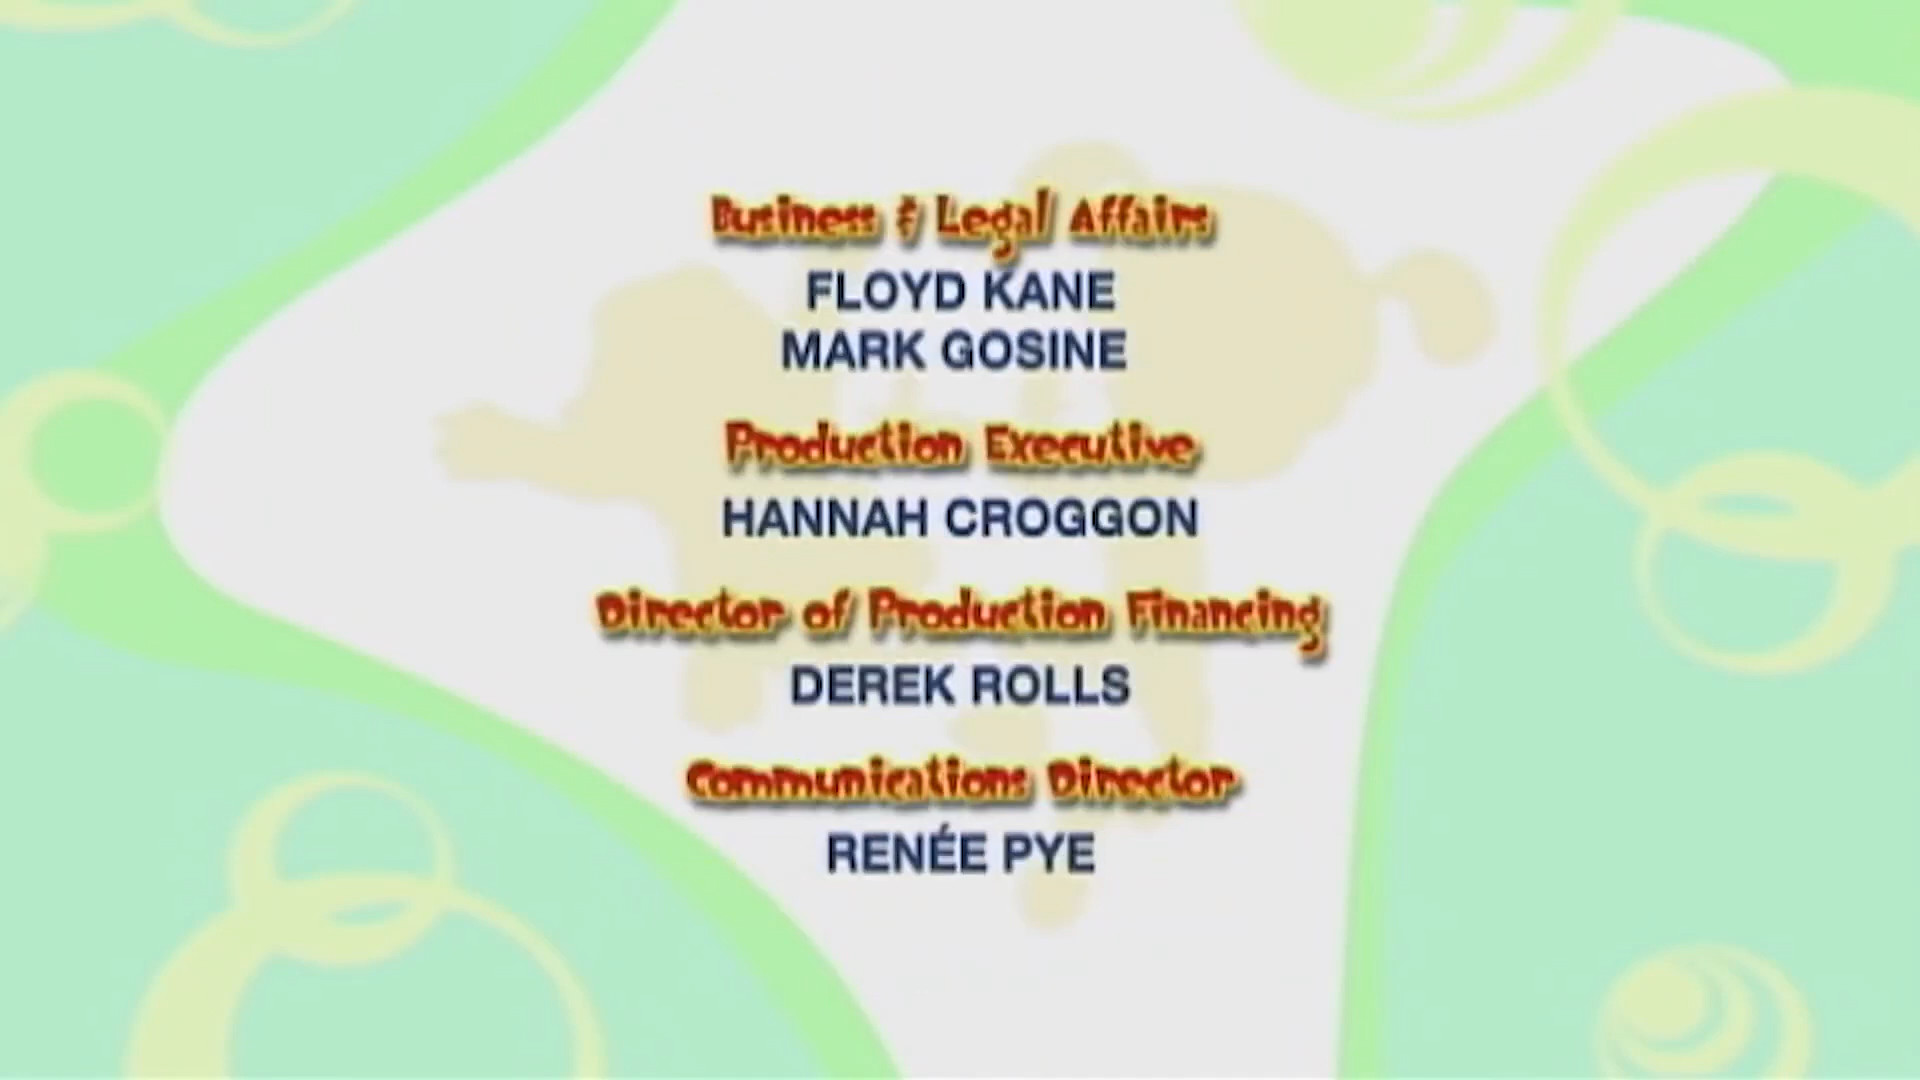 Business & Legal Affairs
FLOYD KANE
MARK GOSINE
Production Executive
HANNAH CROGGON
Director of Production Financing
DEREK ROLLS
Communications Director
RENÉE PYE